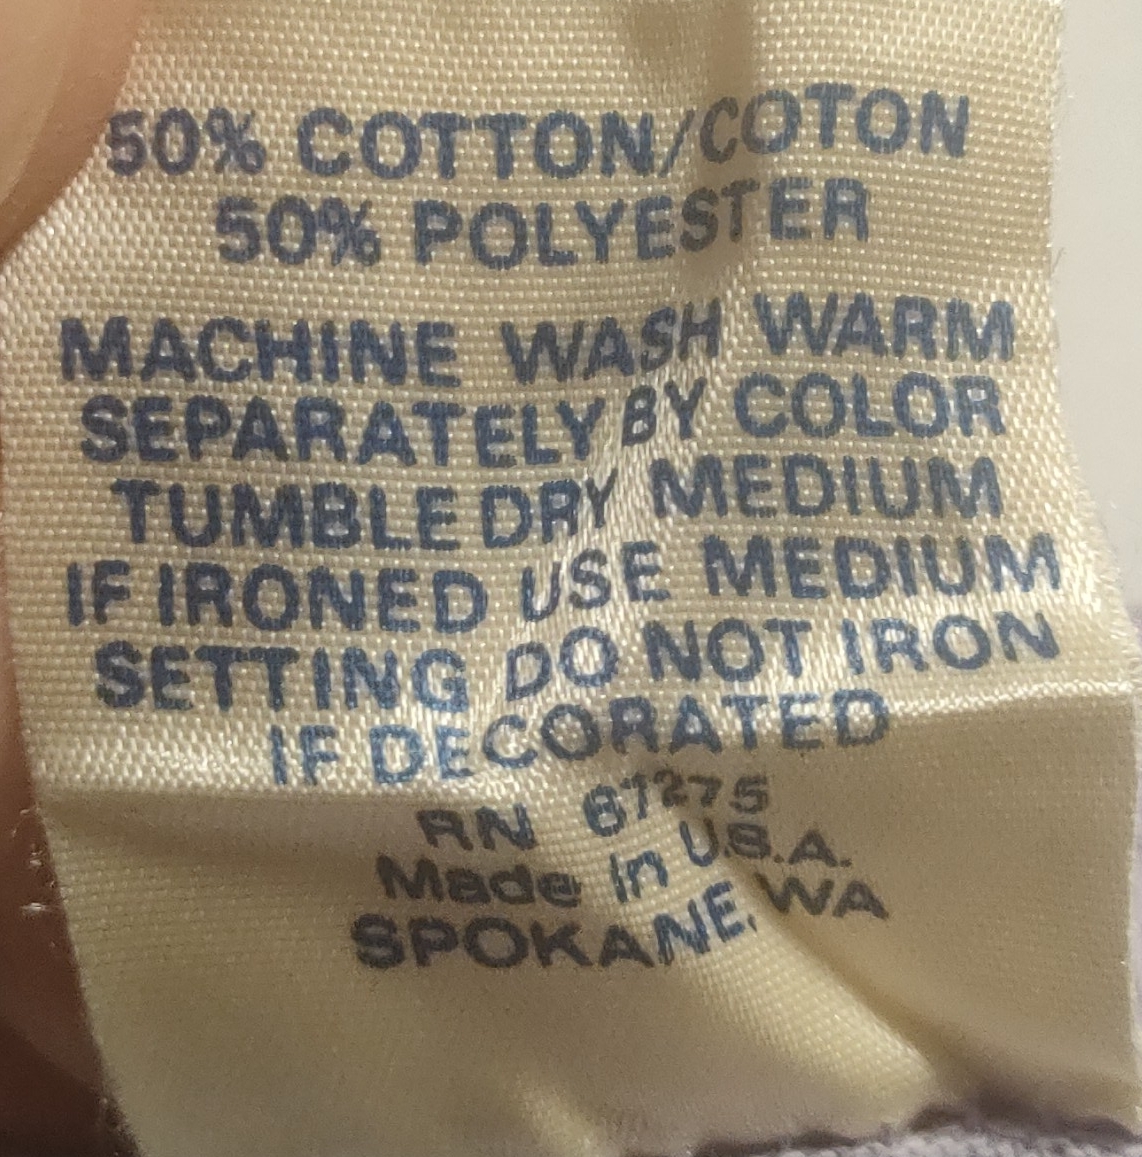 50% COTTON/COTON
50% POLYESTER
MACHINE WASH WARM
SEPARATELY BY COLOR
TUMBLE DRY MEDIUM
IF IRONED USE MEDIUM
SETTING DO NOT IRON
IF DECORATED
RN 67275
Made in U.S.A.
SPOKANE, WA